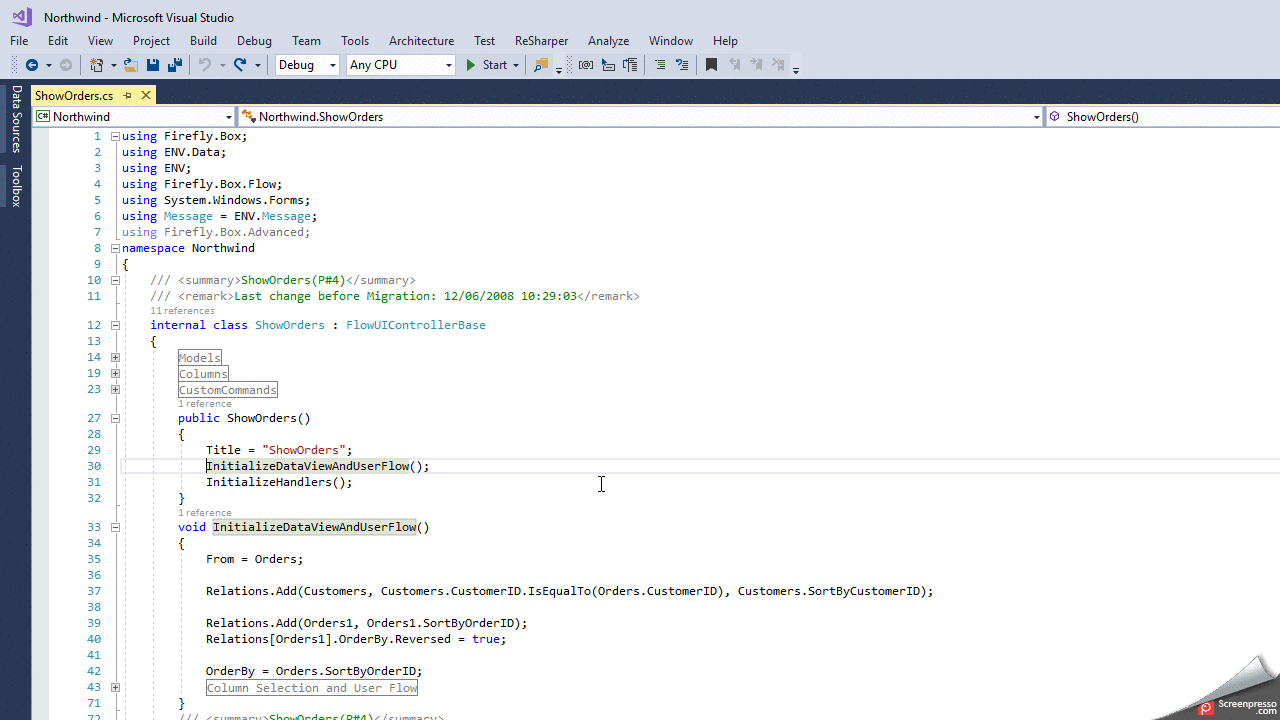 Northwind - Microsoft Visual Studio
File Edit View Project Build Debug Team Tools Architecture Test ReSharper Analyze Window Help
Debug Any CPU Start
Data Sources
Toolbox
ShowOrders.cs
C# Northwind Northwind.ShowOrders ShowOrders()
1 using Firefly.Box;
2 using ENV.Data;
3 using ENV;
4 using Firefly.Box.Flow;
5 using System.Windows.Forms;
6 using Message = ENV.Message;
7 using Firefly.Box.Advanced;
8 namespace Northwind
9 {
10 /// <summary>ShowOrders(P#4)</summary>
11 /// <remark>Last change before Migration: 12/06/2008 10:29:03</remark>
11 references
12 internal class ShowOrders : FlowUIControllerBase
13 {
14 Models
19 Columns
23 CustomCommands
1 reference
27 public ShowOrders()
28 {
29 Title = "ShowOrders";
30 InitializeDataViewAndUserFlow();
31 InitializeHandlers();
32 }
1 reference
33 void InitializeDataViewAndUserFlow()
34 {
35 From = Orders;
36
37 Relations.Add(Customers, Customers.CustomerID.IsEqualTo(Orders.CustomerID), Customers.SortByCustomerID);
38
39 Relations.Add(Orders1, Orders1.SortByOrderID);
40 Relations[Orders1].OrderBy.Reversed = true;
41
42 OrderBy = Orders.SortByOrderID;
43 Column Selection and User Flow
71 }
72 /// <summary>ShowOrders(P#4)</summary>
Screenpresso
.com